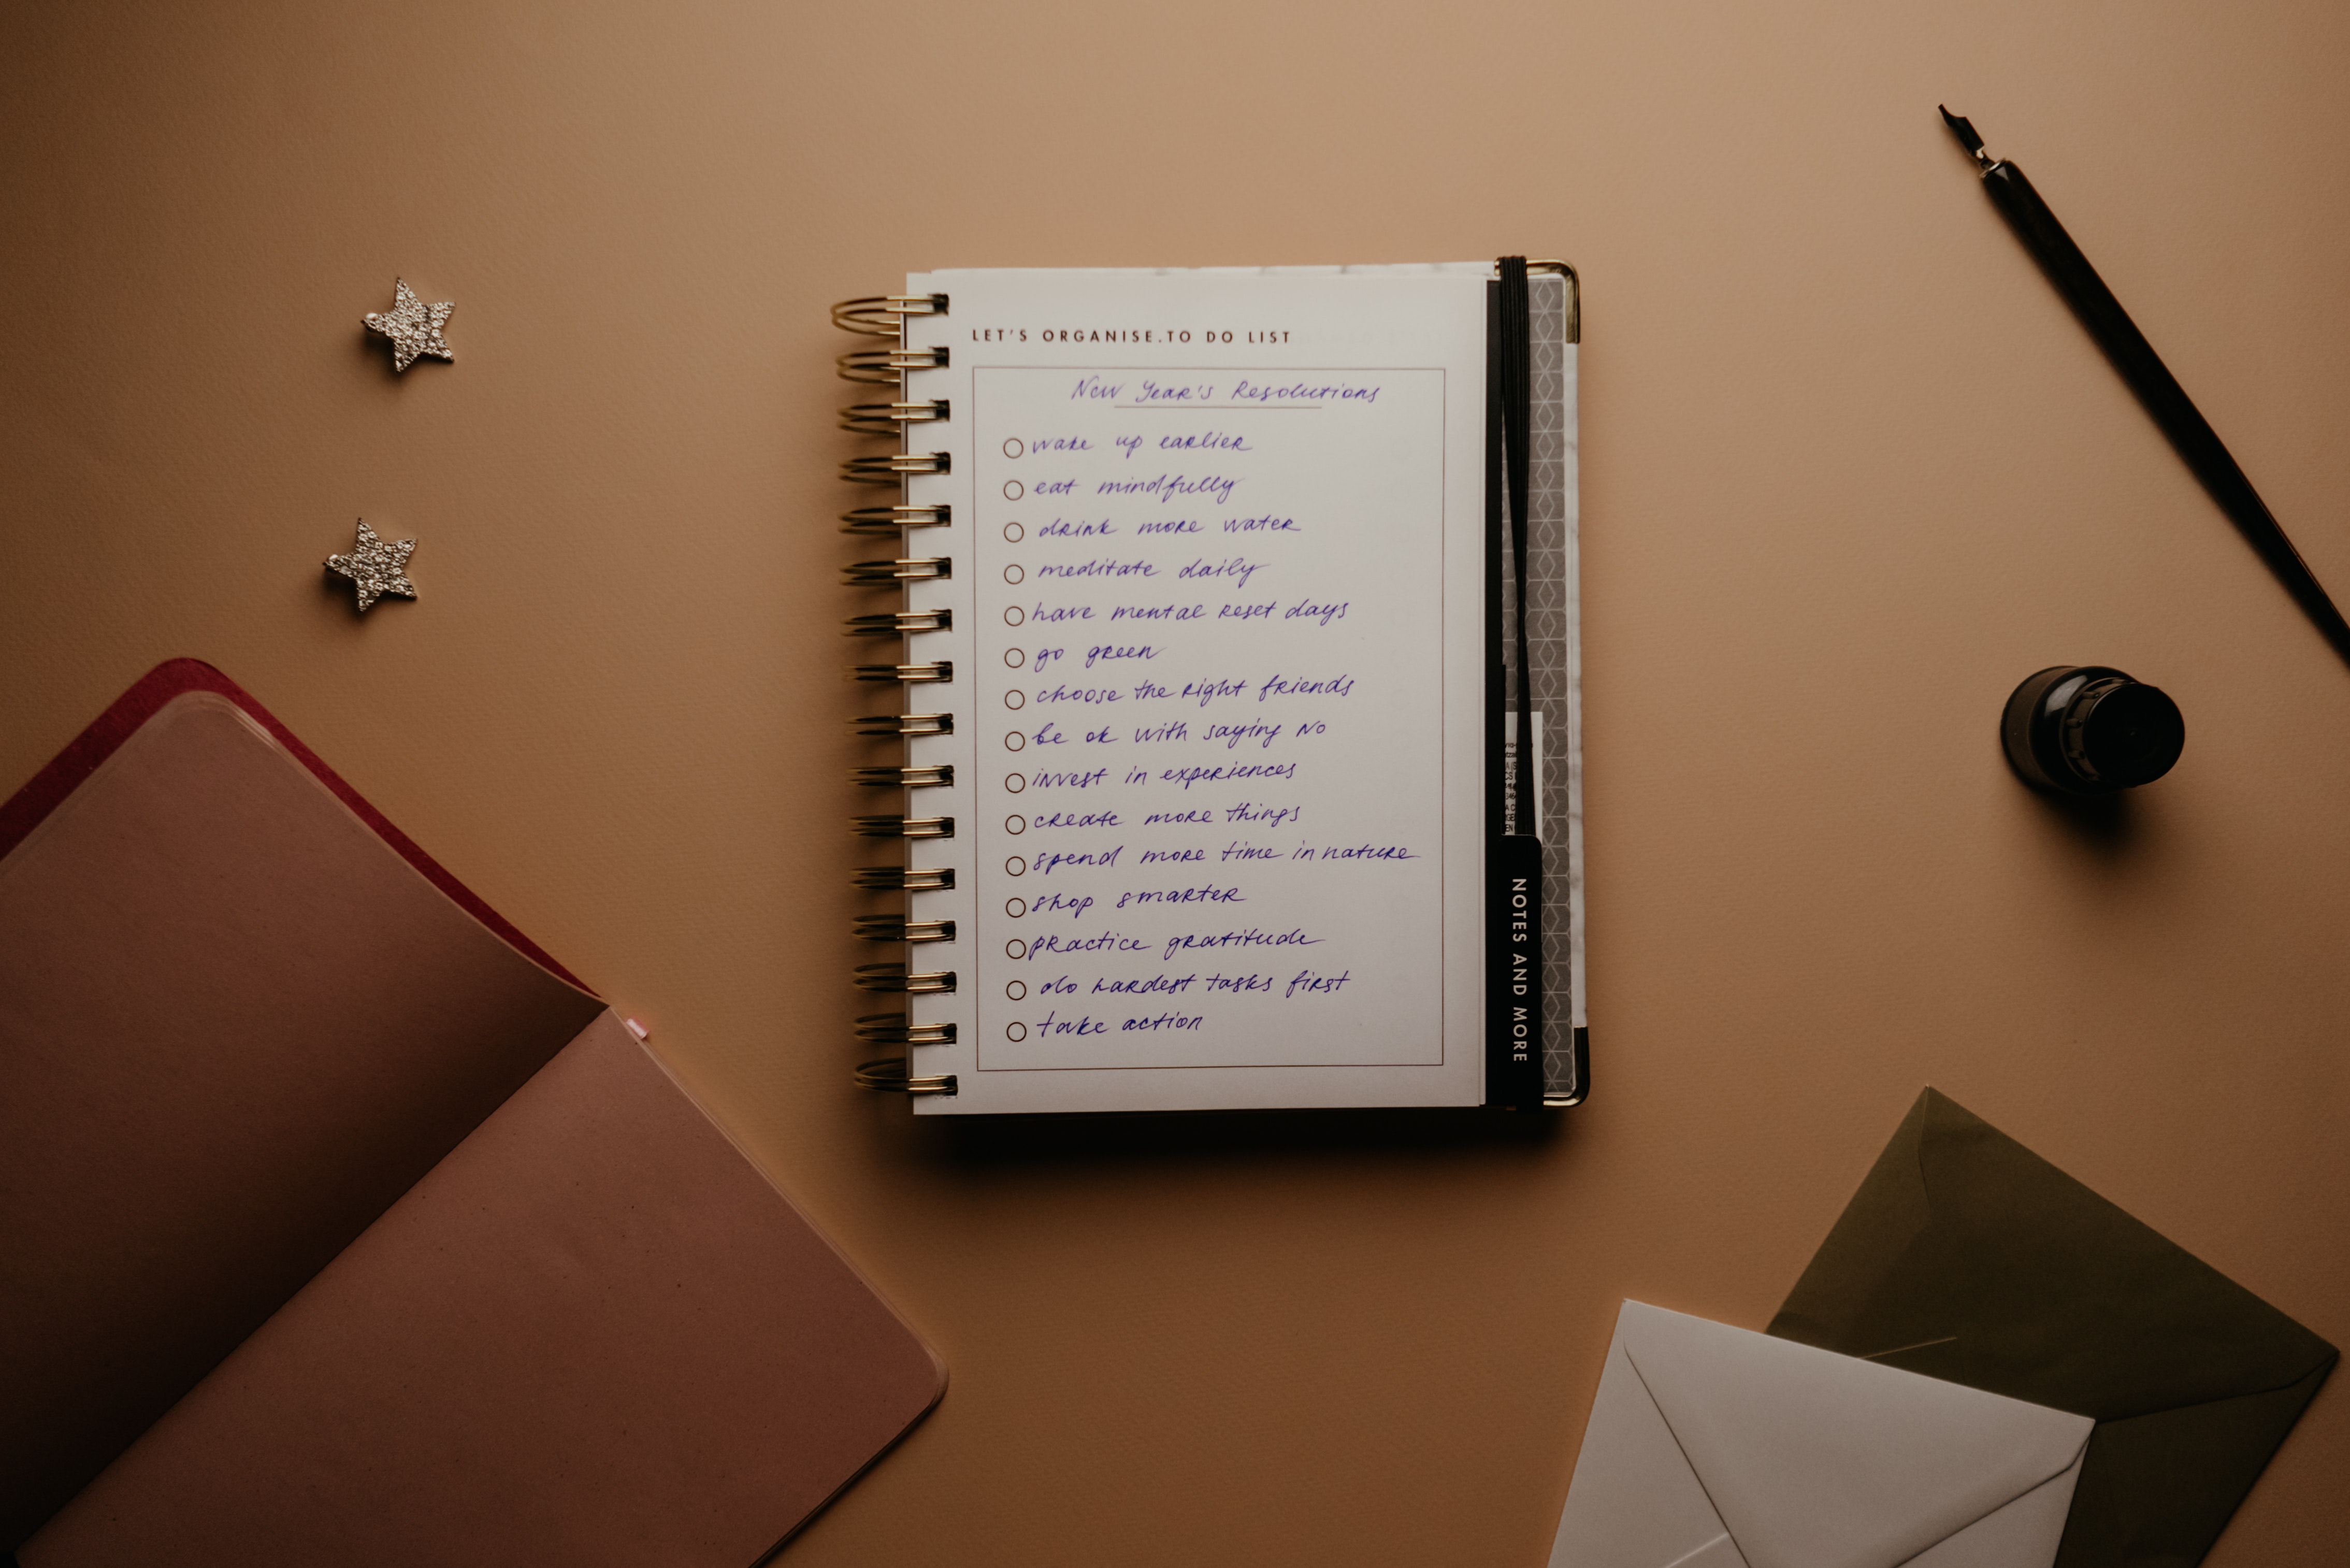 LET'S ORGANISE.TO DO LIST
New Year's Resolutions
wake up earlier
eat mindfully
drink more water
meditate daily
have mental reset days
go green
choose the right friends
be ok with saying No
invest in experiences
create more things
spend more time in nature
shop smarter
practice gratitude
do hardest tasks first
take action
NOTES AND MORE